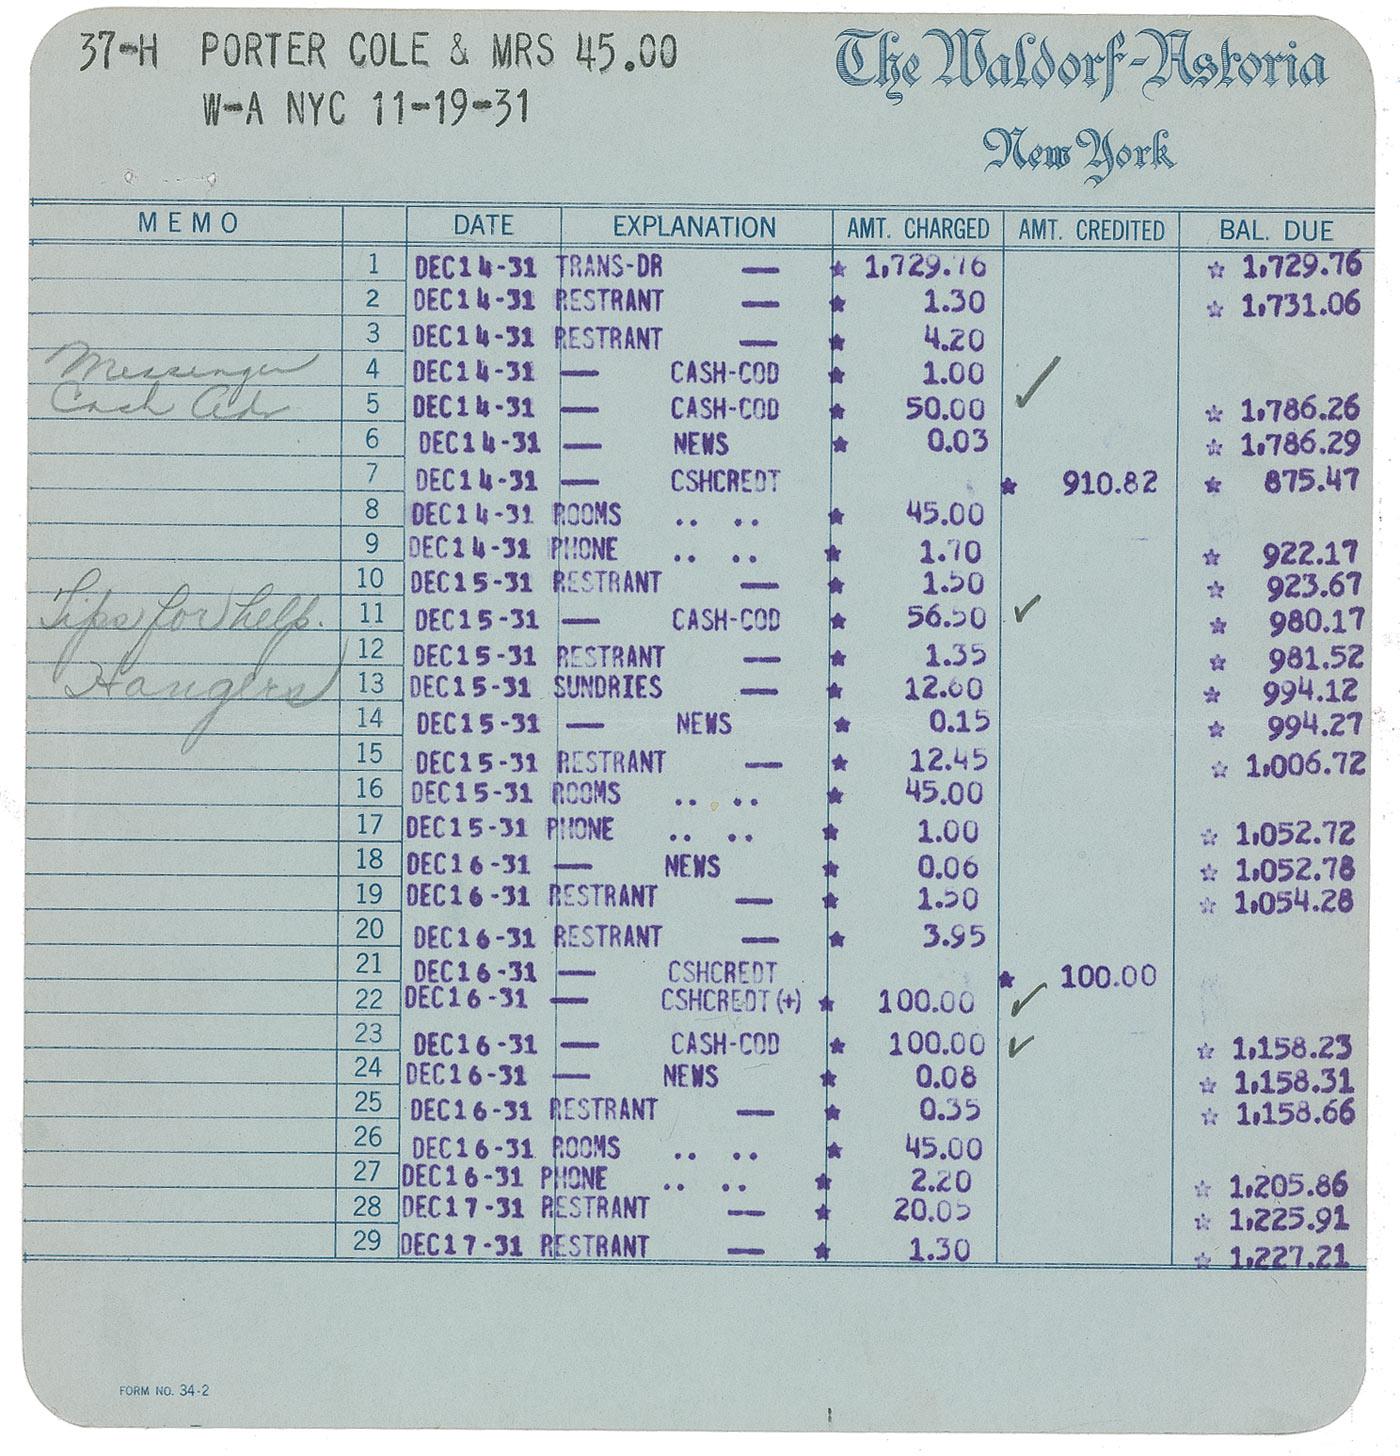 37-H PORTER COLE & MRS 45.00
W-A NYC 11-19-31
The Waldorf-Astoria
New York
MEMO DATE EXPLANATION AMT. CHARGED AMT. CREDITED BAL. DUE
1 DEC14-31 TRANS-DR — ★ 1,729.76 ☆ 1,729.76
2 DEC14-31 RESTRANT — ★ 1.30 ☆ 1,731.06
3 DEC14-31 RESTRANT — ★ 4.20
Messenger 4 DEC14-31 — CASH-COD ★ 1.00 ✓
Cash Adv 5 DEC14-31 — CASH-COD ★ 50.00 ☆ 1,786.26
6 DEC14-31 — NEWS ★ 0.03 ☆ 1,786.29
7 DEC14-31 — CSHCREDT ★ 910.82 ★ 875.47
8 DEC14-31 ROOMS .. .. ★ 45.00
9 DEC14-31 PHONE .. .. ★ 1.70 ☆ 922.17
10 DEC15-31 RESTRANT — ★ 1.50 ☆ 923.67
Tips for help. 11 DEC15-31 — CASH-COD ★ 56.50 ✓ ☆ 980.17
12 DEC15-31 RESTRANT — ★ 1.35 ☆ 981.52
Hangers 13 DEC15-31 SUNDRIES — ★ 12.60 ☆ 994.12
14 DEC15-31 — NEWS ★ 0.15 ☆ 994.27
15 DEC15-31 RESTRANT — ★ 12.45 ☆ 1,006.72
16 DEC15-31 ROOMS .. .. ★ 45.00
17 DEC15-31 PHONE .. .. ★ 1.00 ☆ 1,052.72
18 DEC16-31 — NEWS ★ 0.06 ☆ 1,052.78
19 DEC16-31 RESTRANT — ★ 1.50 ☆ 1,054.28
20 DEC16-31 RESTRANT — ★ 3.95
21 DEC16-31 — CSHCREDT ★ 100.00
22 DEC16-31 — CSHCREDT(+) ★ 100.00 ✓
23 DEC16-31 — CASH-COD ★ 100.00 ✓ ☆ 1,158.23
24 DEC16-31 — NEWS ★ 0.08 ☆ 1,158.31
25 DEC16-31 RESTRANT — ★ 0.35 ☆ 1,158.66
26 DEC16-31 ROOMS .. .. ★ 45.00
27 DEC16-31 PHONE .. .. ★ 2.20 ☆ 1,205.86
28 DEC17-31 RESTRANT — ★ 20.05 ☆ 1,225.91
29 DEC17-31 RESTRANT — ★ 1.30 ☆ 1,227.21
FORM NO. 34-2